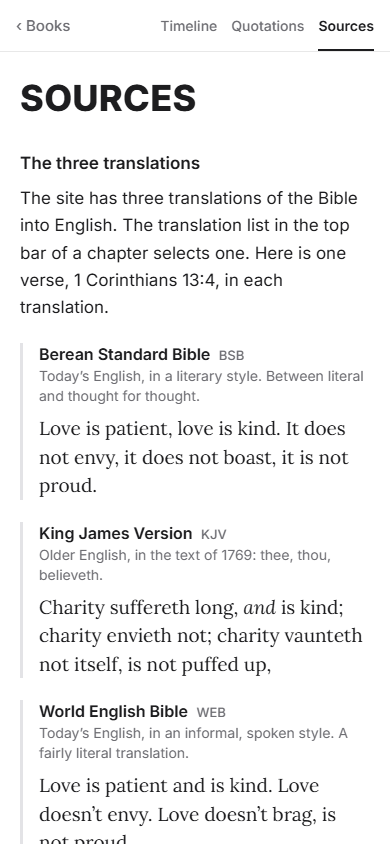 ‹ Books
Timeline
Quotations
Sources
SOURCES
The three translations
The site has three translations of the Bible
into English. The translation list in the top
bar of a chapter selects one. Here is one
verse, 1 Corinthians 13:4, in each
translation.
Berean Standard Bible BSB
Today’s English, in a literary style. Between literal
and thought for thought.
Love is patient, love is kind. It does
not envy, it does not boast, it is not
proud.
King James Version KJV
Older English, in the text of 1769: thee, thou,
believeth.
Charity suffereth long, and is kind;
charity envieth not; charity vaunteth
not itself, is not puffed up,
World English Bible WEB
Today’s English, in an informal, spoken style. A
fairly literal translation.
Love is patient and is kind. Love
doesn’t envy. Love doesn’t brag, is
not proud